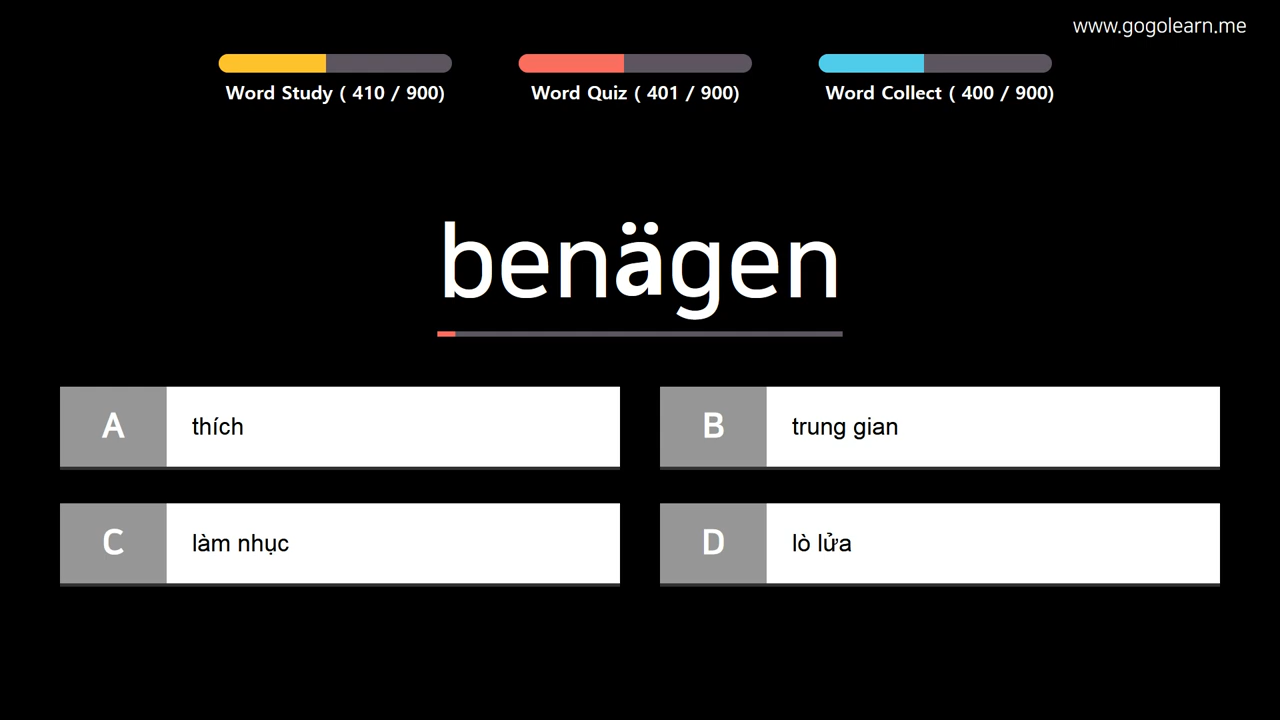 www.gogolearn.me
Word Study ( 410 / 900)
Word Quiz ( 401 / 900)
Word Collect ( 400 / 900)
benägen
A thích
B trung gian
C làm nhục
D lò lửa